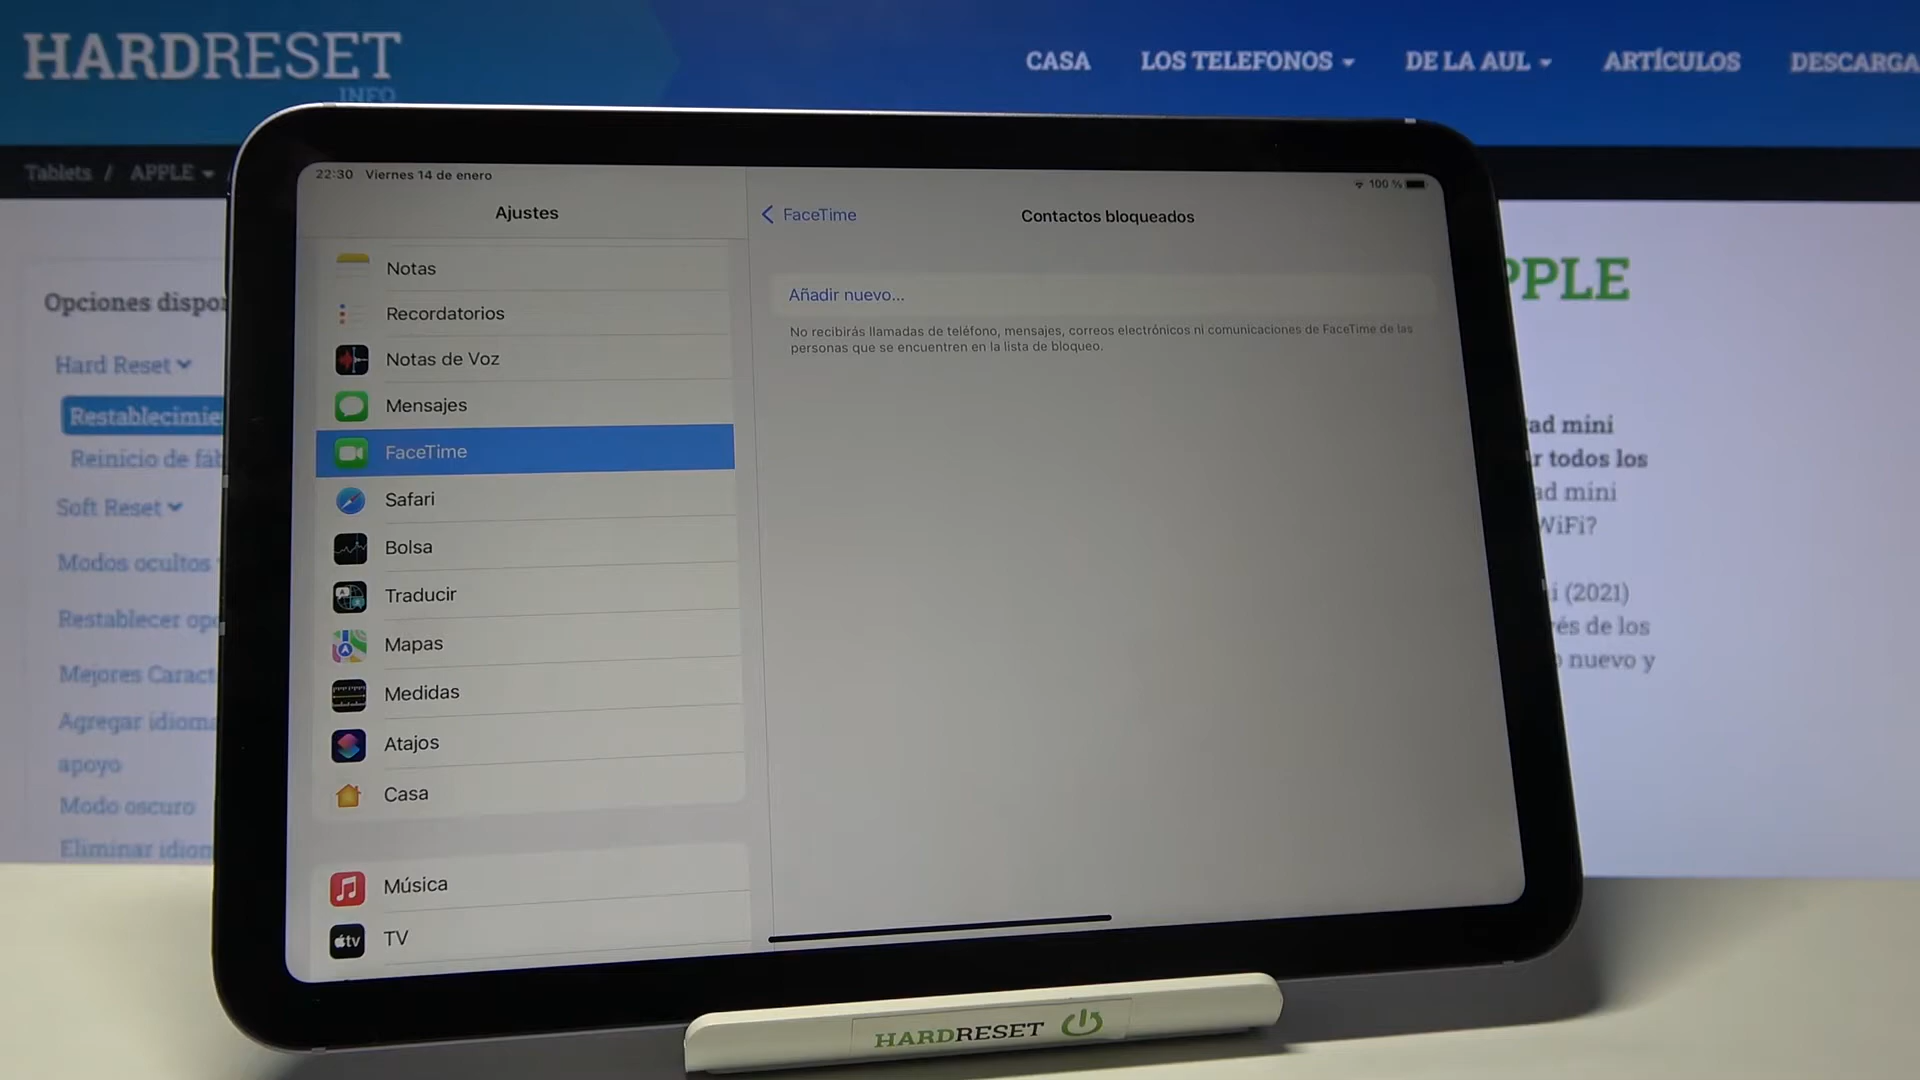 HARDRESET
INFO
CASA
LOS TELEFONOS
DE LA AUL
ARTÍCULOS
DESCARGA
Tablets / APPLE
Opciones dispo
Hard Reset
Restablecimie
Reinicio de fáb
Soft Reset
Modos ocultos
Restablecer op
Mejores Caract
Agregar idioma
apoyo
Modo oscuro
Eliminar idiom
22:30 Viernes 14 de enero
100 %
Ajustes
Notas
Recordatorios
Notas de Voz
Mensajes
FaceTime
Safari
Bolsa
Traducir
Mapas
Medidas
Atajos
Casa
Música
tv
TV
FaceTime
Contactos bloqueados
Añadir nuevo...
No recibirás llamadas de teléfono, mensajes, correos electrónicos ni comunicaciones de FaceTime de las
personas que se encuentren en la lista de bloqueo.
PPLE
ad mini
r todos los
ad mini
WiFi?
i (2021)
és de los
nuevo y
HARDRESET